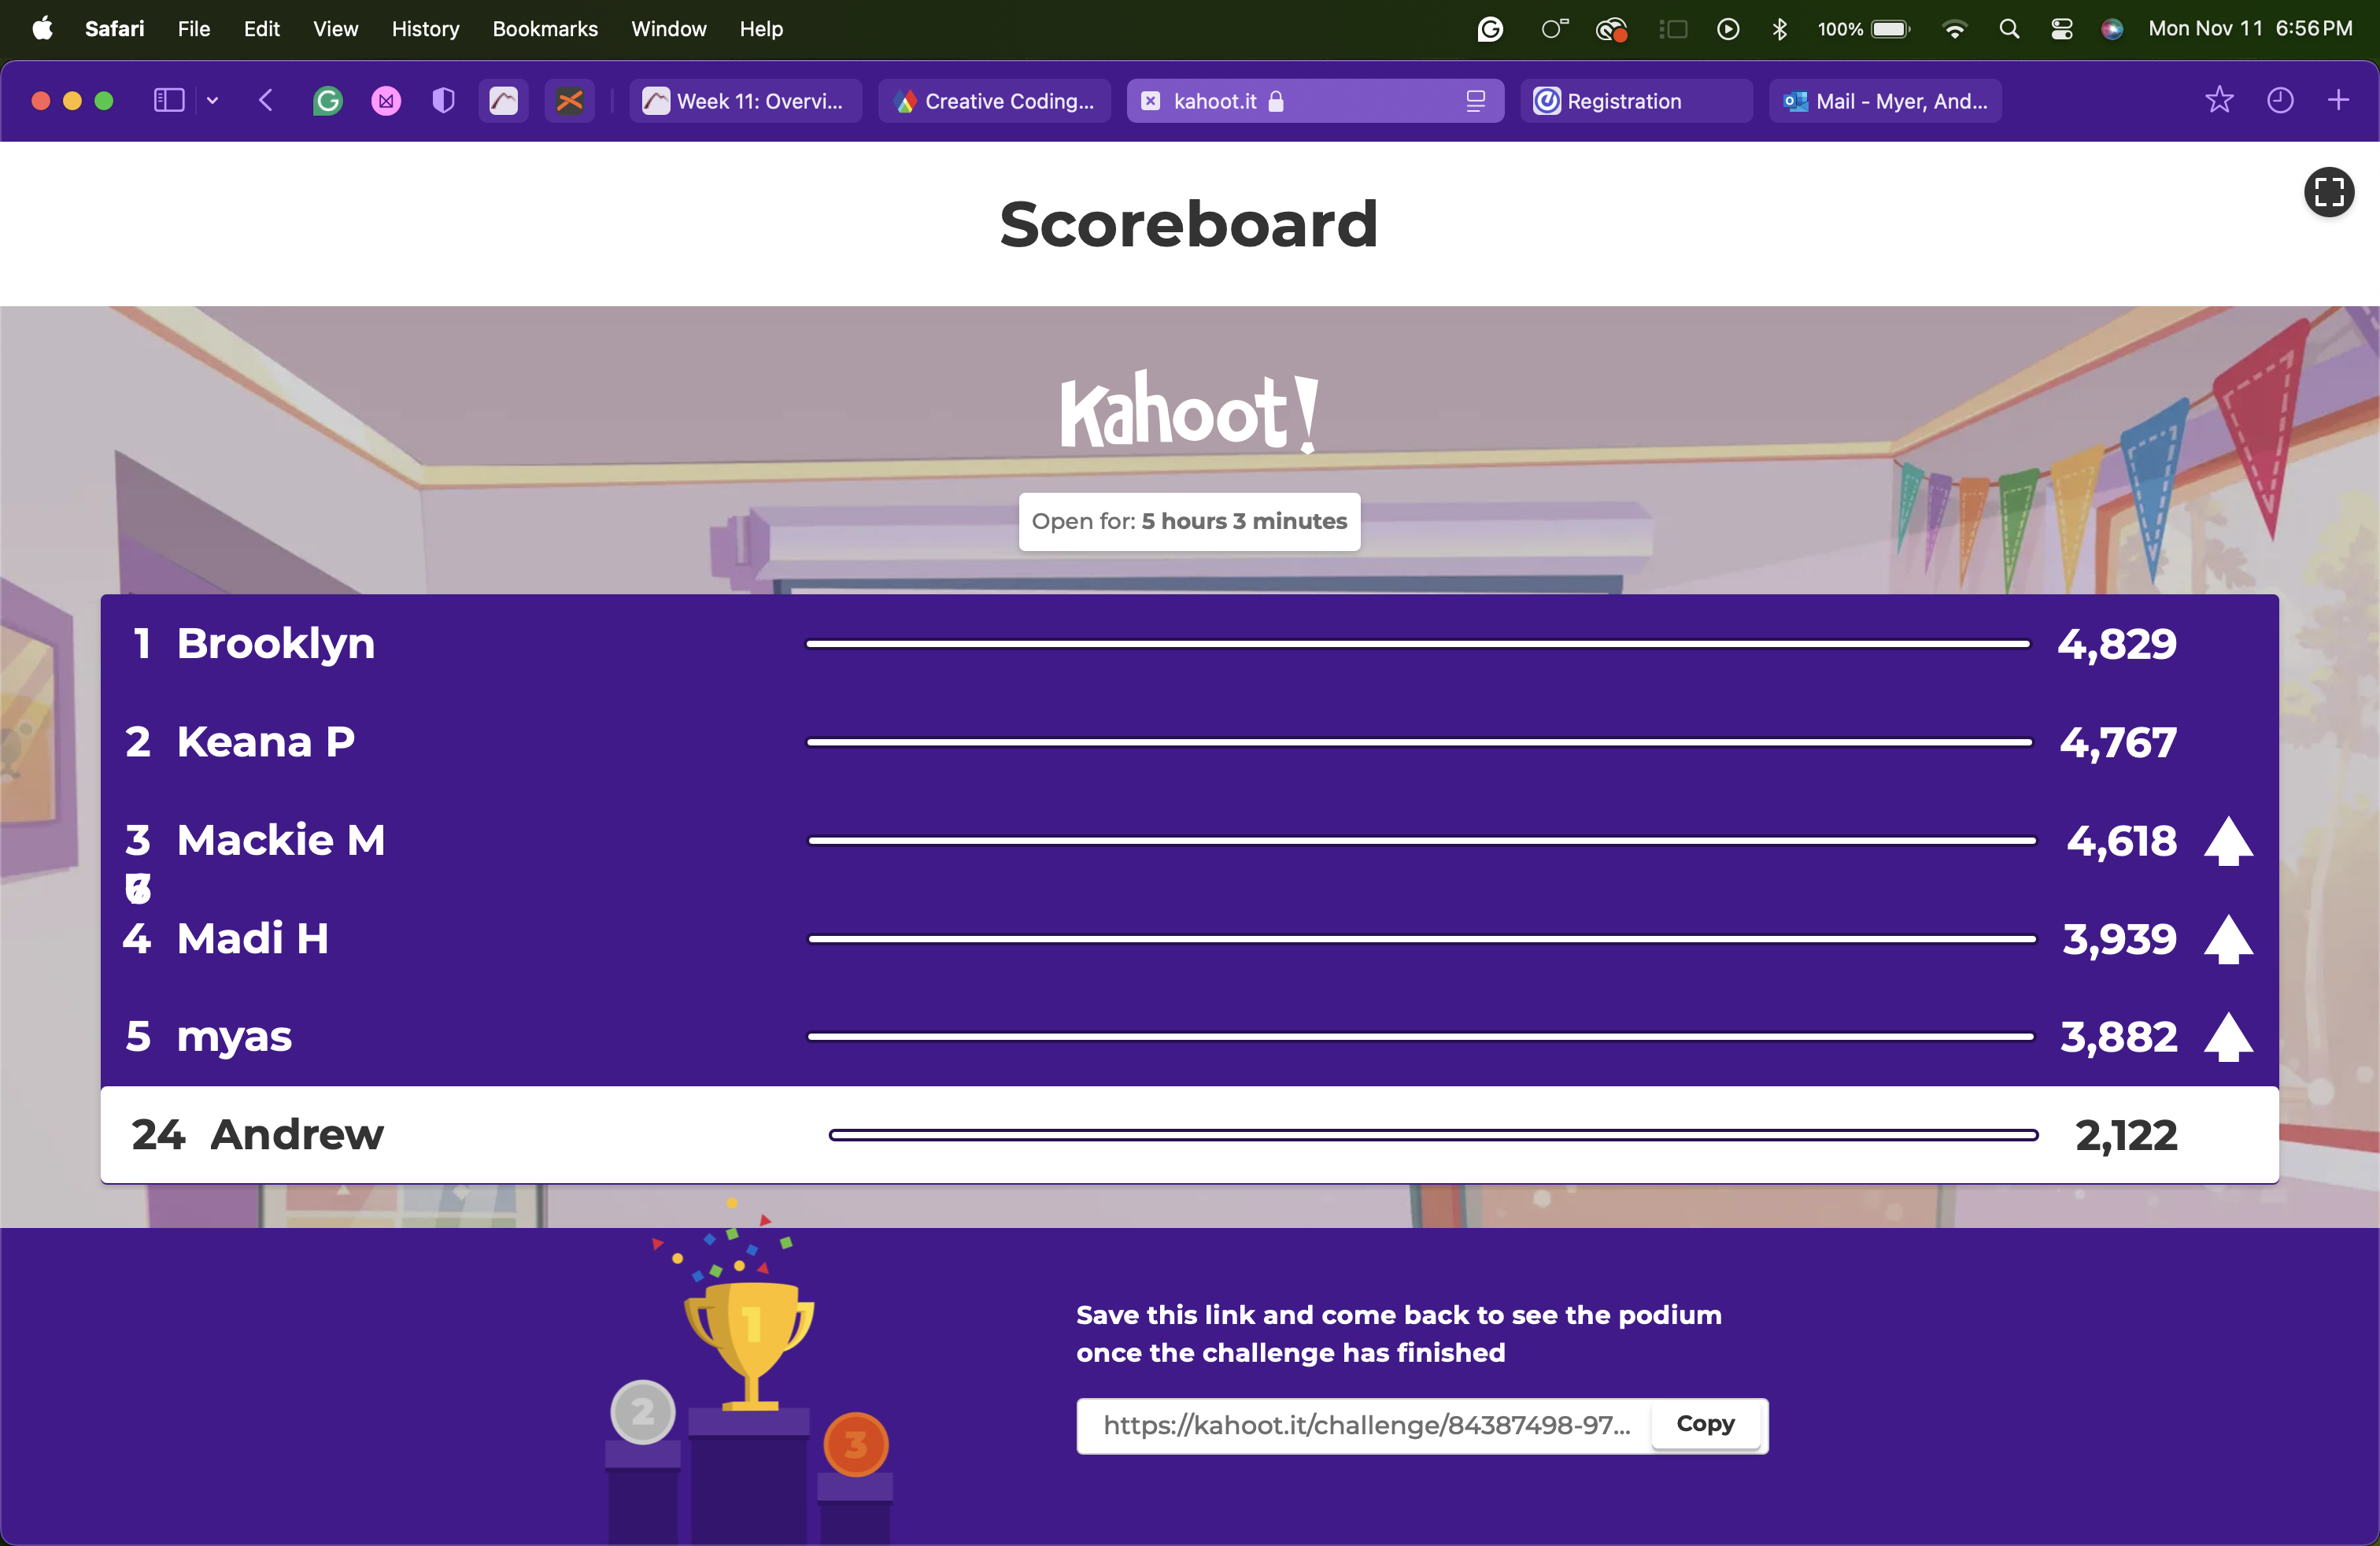 Safari File Edit View History Bookmarks Window Help 100% Mon Nov 11 6:56 PM
Week 11: Overvi... Creative Coding... kahoot.it Registration Mail - Myer, And...
Scoreboard
Kahoot!
Open for: 5 hours 3 minutes
1 Brooklyn 4,829
2 Keana P 4,767
3 Mackie M 4,618
4 Madi H 3,939
5 myas 3,882
24 Andrew 2,122
1
2
3
Save this link and come back to see the podium
once the challenge has finished
https://kahoot.it/challenge/84387498-97... Copy